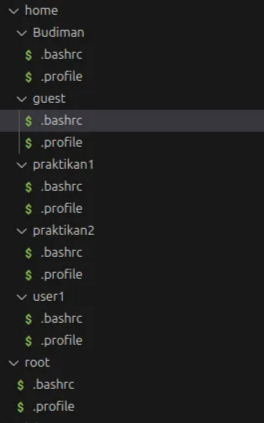 home
Budiman
$ .bashrc
$ .profile
guest
$ .bashrc
$ .profile
praktikan1
$ .bashrc
$ .profile
praktikan2
$ .bashrc
$ .profile
user1
$ .bashrc
$ .profile
root
$ .bashrc
$ .profile